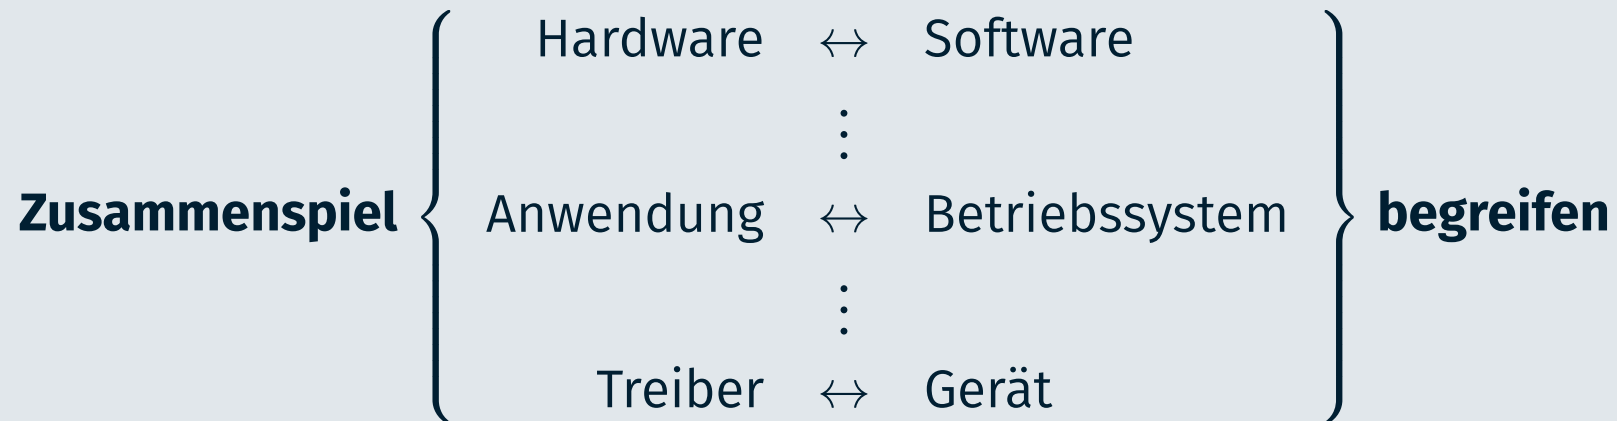 Hardware ↔ Software
⋮
Zusammenspiel { Anwendung ↔ Betriebssystem } begreifen
⋮
Treiber ↔ Gerät